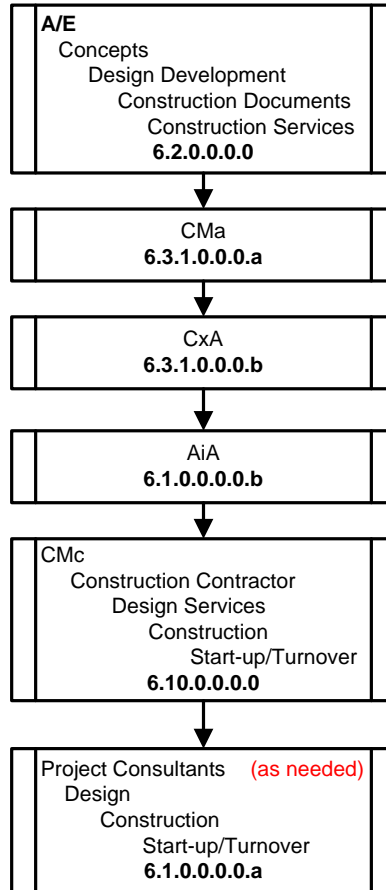 A/E
Concepts
Design Development
Construction Documents
Construction Services
6.2.0.0.0.0
CMa
6.3.1.0.0.0.a
CxA
6.3.1.0.0.0.b
AiA
6.1.0.0.0.0.b
CMc
Construction Contractor
Design Services
Construction
Start-up/Turnover
6.10.0.0.0.0
Project Consultants (as needed)
Design
Construction
Start-up/Turnover
6.1.0.0.0.0.a